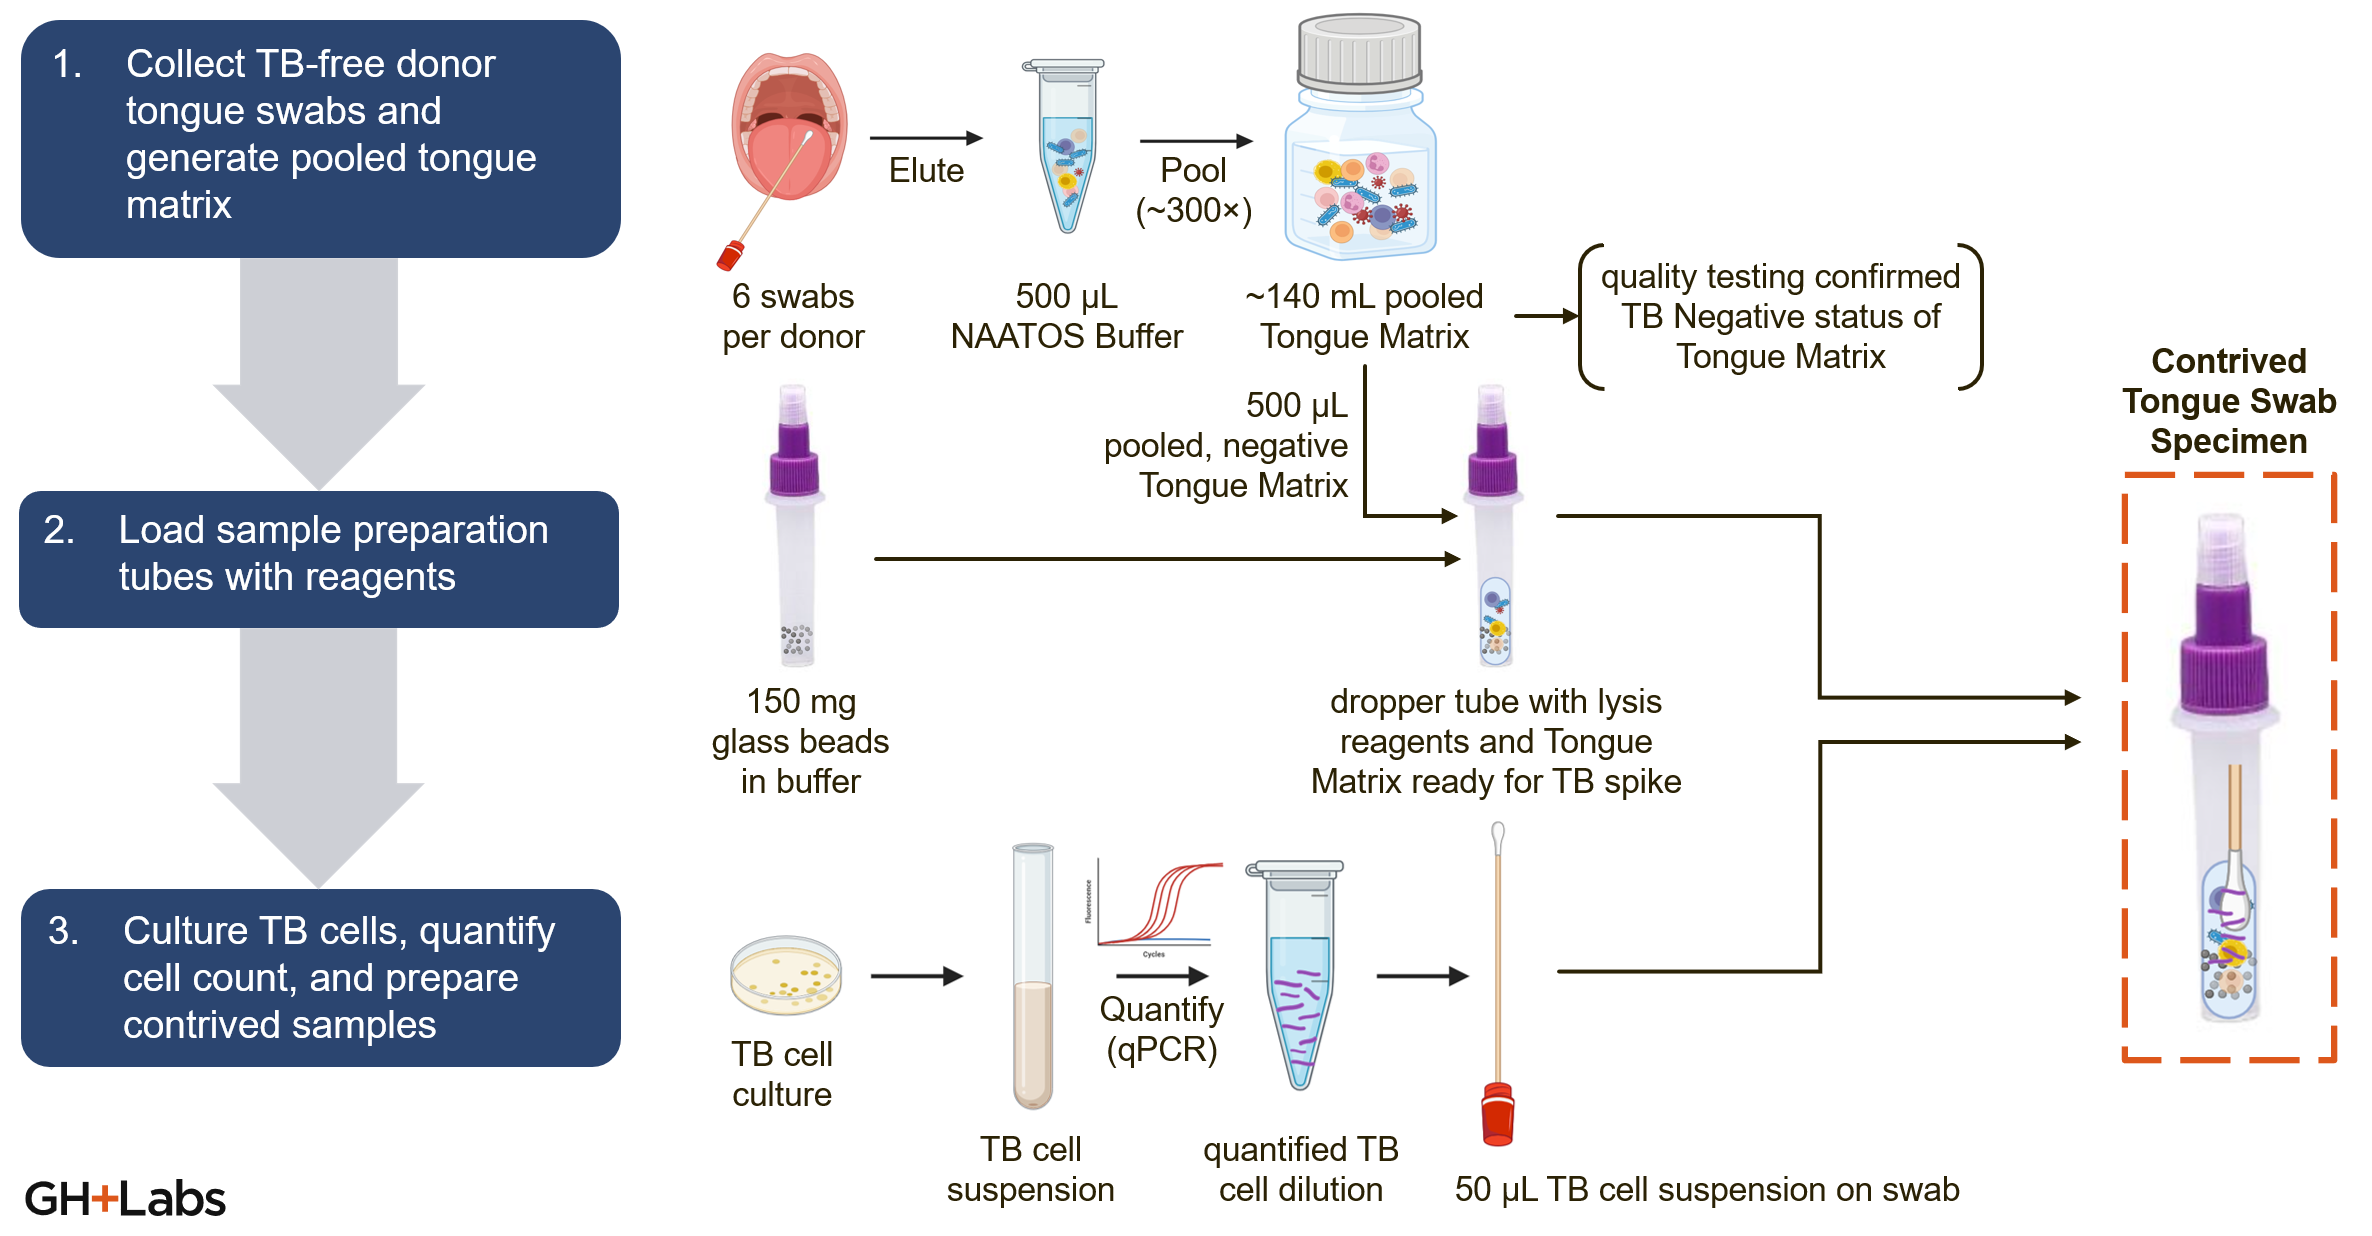 1. Collect TB-free donor
tongue swabs and
generate pooled tongue
matrix
Elute
Pool
(~300×)
6 swabs
per donor
500 µL
NAATOS Buffer
~140 mL pooled
Tongue Matrix
quality testing confirmed
TB Negative status of
Tongue Matrix
2. Load sample preparation
tubes with reagents
500 µL
pooled, negative
Tongue Matrix
150 mg
glass beads
in buffer
dropper tube with lysis
reagents and Tongue
Matrix ready for TB spike
3. Culture TB cells, quantify
cell count, and prepare
contrived samples
TB cell
culture
TB cell
suspension
Fluorescence
Cycles
Quantify
(qPCR)
quantified TB
cell dilution
50 µL TB cell suspension on swab
Contrived
Tongue Swab
Specimen
GH+Labs